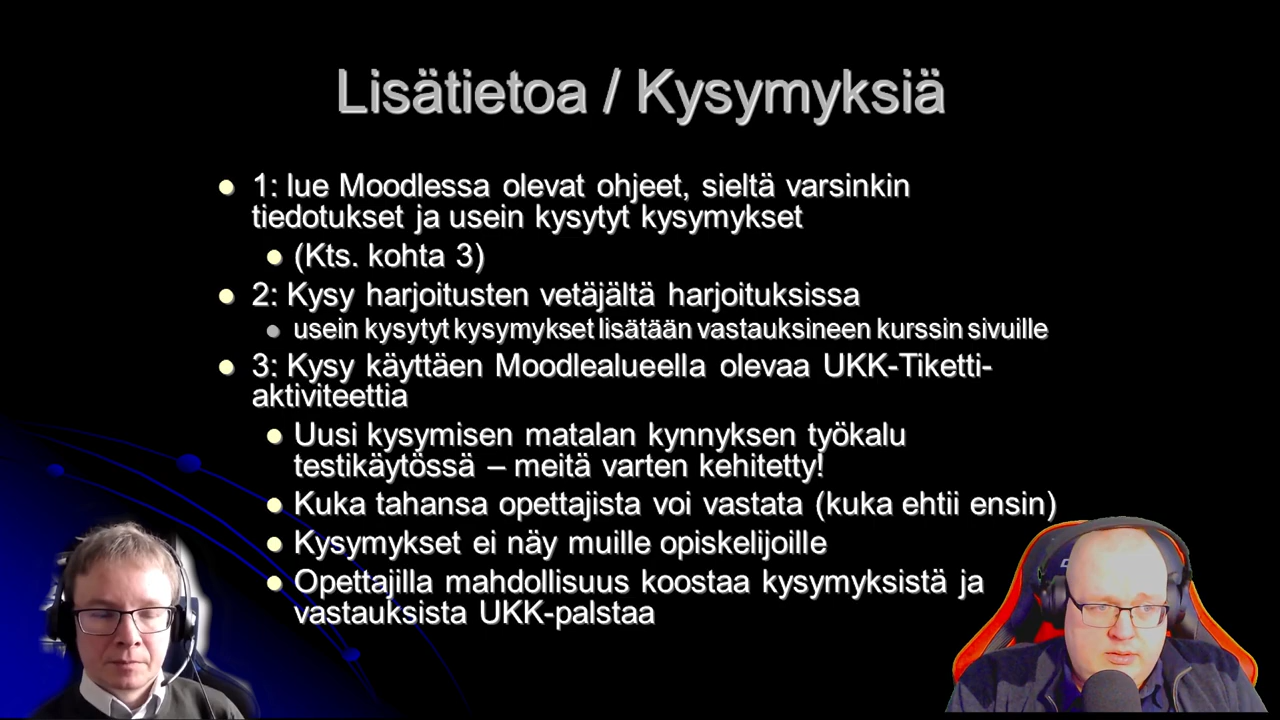 Lisätietoa / Kysymyksiä
1: lue Moodlessa olevat ohjeet, sieltä varsinkin
tiedotukset ja usein kysytyt kysymykset
(Kts. kohta 3)
2: Kysy harjoitusten vetäjältä harjoituksissa
usein kysytyt kysymykset lisätään vastauksineen kurssin sivuille
3: Kysy käyttäen Moodlealueella olevaa UKK-Tiketti-
aktiviteettia
Uusi kysymisen matalan kynnyksen työkalu
testikäytössä – meitä varten kehitetty!
Kuka tahansa opettajista voi vastata (kuka ehtii ensin)
Kysymykset ei näy muille opiskelijoille
Opettajilla mahdollisuus koostaa kysymyksistä ja
vastauksista UKK-palstaa